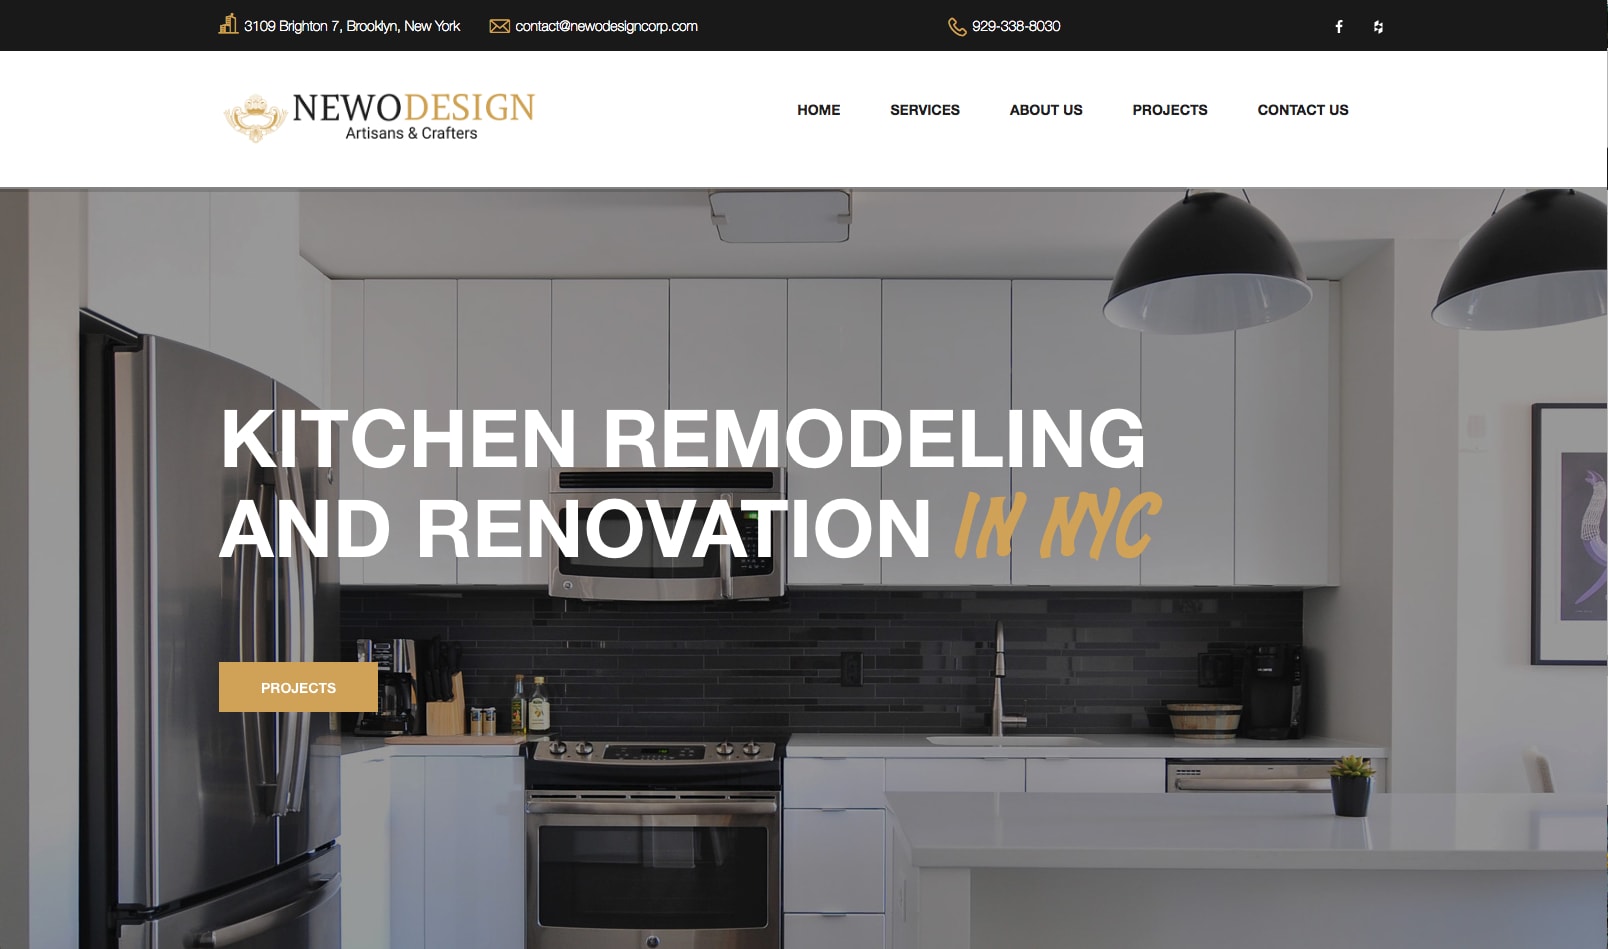 3109 Brighton 7, Brooklyn, New York
contact@newodesigncorp.com
929-338-8030
NEWODESIGN
Artisans & Crafters
HOME
SERVICES
ABOUT US
PROJECTS
CONTACT US
KITCHEN REMODELING
AND RENOVATION IN NYC
PROJECTS